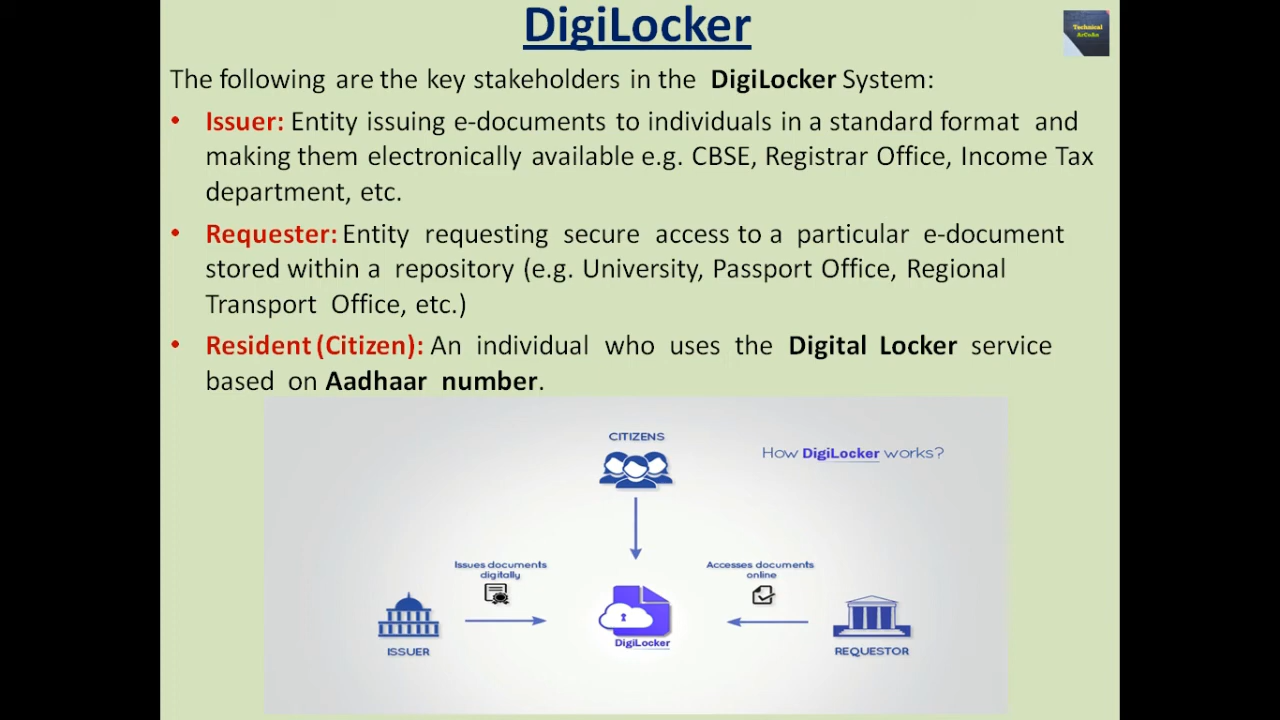 DigiLocker
Technical
ArCaAs
The following are the key stakeholders in the DigiLocker System:
• Issuer: Entity issuing e-documents to individuals in a standard format and
making them electronically available e.g. CBSE, Registrar Office, Income Tax
department, etc.
• Requester: Entity requesting secure access to a particular e-document
stored within a repository (e.g. University, Passport Office, Regional
Transport Office, etc.)
• Resident (Citizen): An individual who uses the Digital Locker service
based on Aadhaar number.
CITIZENS
How DigiLocker works?
Issues documents
digitally
Accesses documents
online
DigiLocker
ISSUER
REQUESTOR